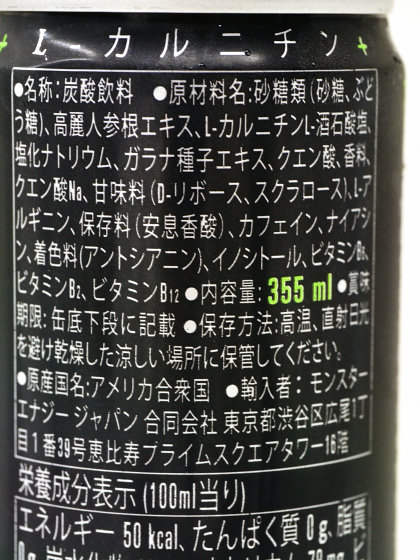 L-カルニチン
●名称:炭酸飲料 ●原材料名:砂糖類(砂糖、ぶど
う糖)、高麗人参根エキス、L-カルニチンL-酒石酸塩、
塩化ナトリウム、ガラナ種子エキス、クエン酸、香料、
クエン酸Na、甘味料(D-リボース、スクラロース)、L-ア
ルギニン、保存料(安息香酸)、カフェイン、ナイアシ
ン、着色料(アントシアニン)、イノシトール、ビタミンB6、
ビタミンB2、ビタミンB12 ●内容量:355 ml ●賞味
期限:缶底下段に記載 ●保存方法:高温、直射日光
を避け乾燥した涼しい場所に保管してください。
●原産国名:アメリカ合衆国 ●輸入者:モンスター
エナジー ジャパン 合同会社 東京都渋谷区広尾1丁
目1番39号恵比寿プライムスクエアタワー16階
栄養成分表示(100ml当り)
エネルギー 50 kcal、たんぱく質 0g、脂質